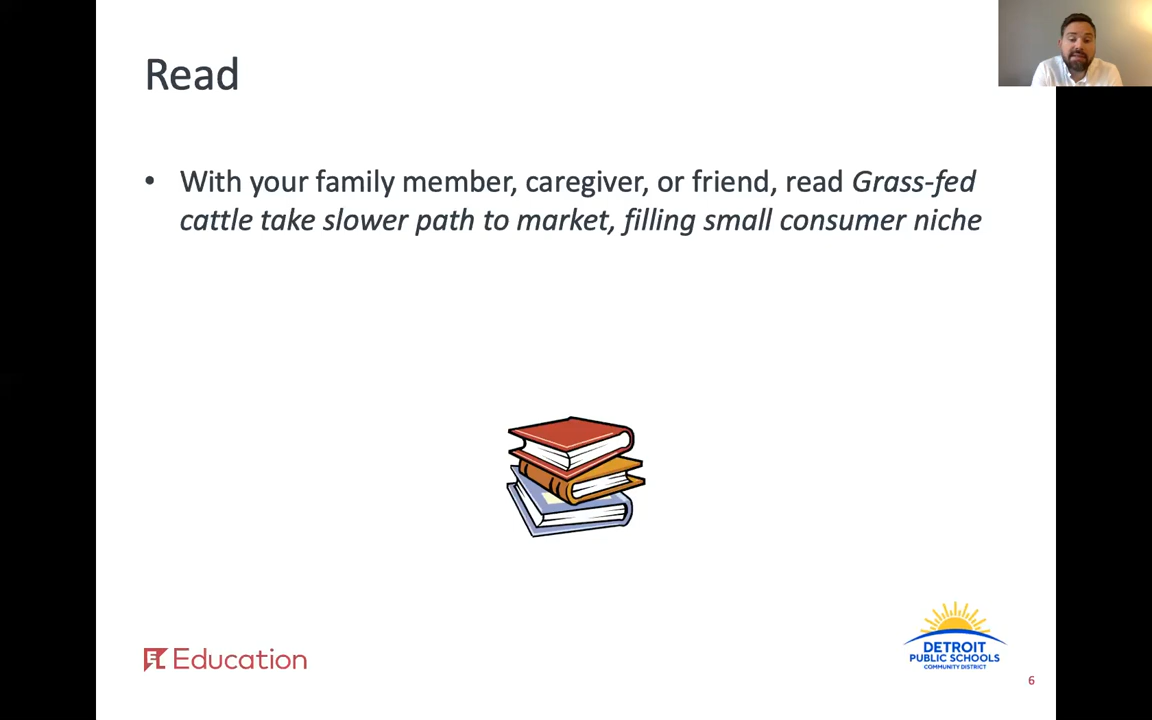 Read
• With your family member, caregiver, or friend, read Grass-fed
cattle take slower path to market, filling small consumer niche
EL Education
DETROIT
PUBLIC SCHOOLS
COMMUNITY DISTRICT
6